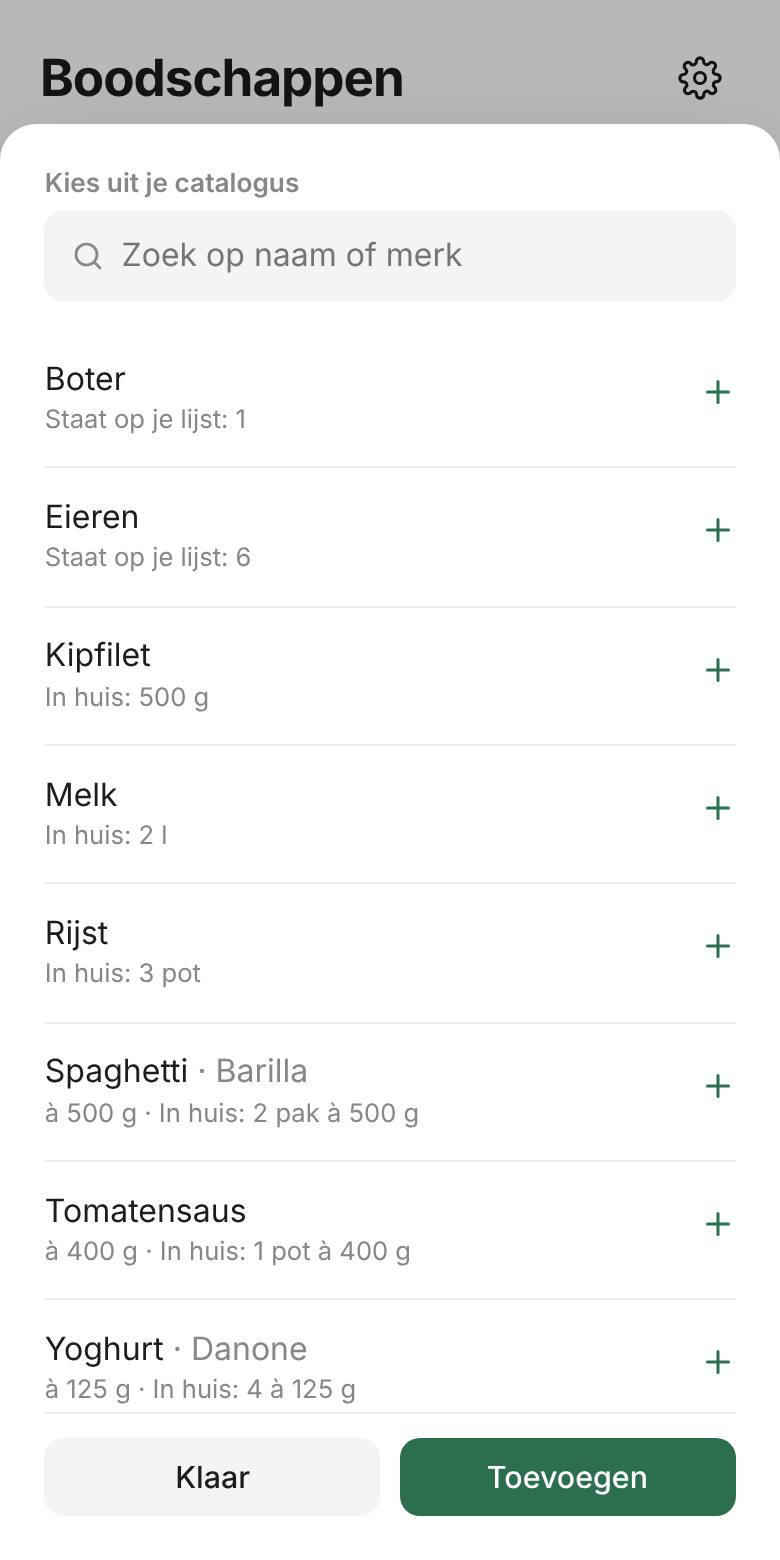 Boodschappen
Kies uit je catalogus
Zoek op naam of merk
Boter
Staat op je lijst: 1
Eieren
Staat op je lijst: 6
Kipfilet
In huis: 500 g
Melk
In huis: 2 l
Rijst
In huis: 3 pot
Spaghetti · Barilla
à 500 g · In huis: 2 pak à 500 g
Tomatensaus
à 400 g · In huis: 1 pot à 400 g
Yoghurt · Danone
à 125 g · In huis: 4 à 125 g
Klaar
Toevoegen